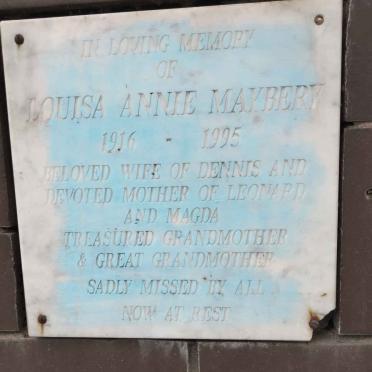 IN LOVING MEMORY
OF
LOUISA ANNIE MAYBERY
1916 - 1995
BELOVED WIFE OF DENNIS AND
DEVOTED MOTHER OF LEONARD
AND MAGDA
TREASURED GRANDMOTHER
& GREAT GRANDMOTHER
SADLY MISSED BY ALL
NOW AT REST